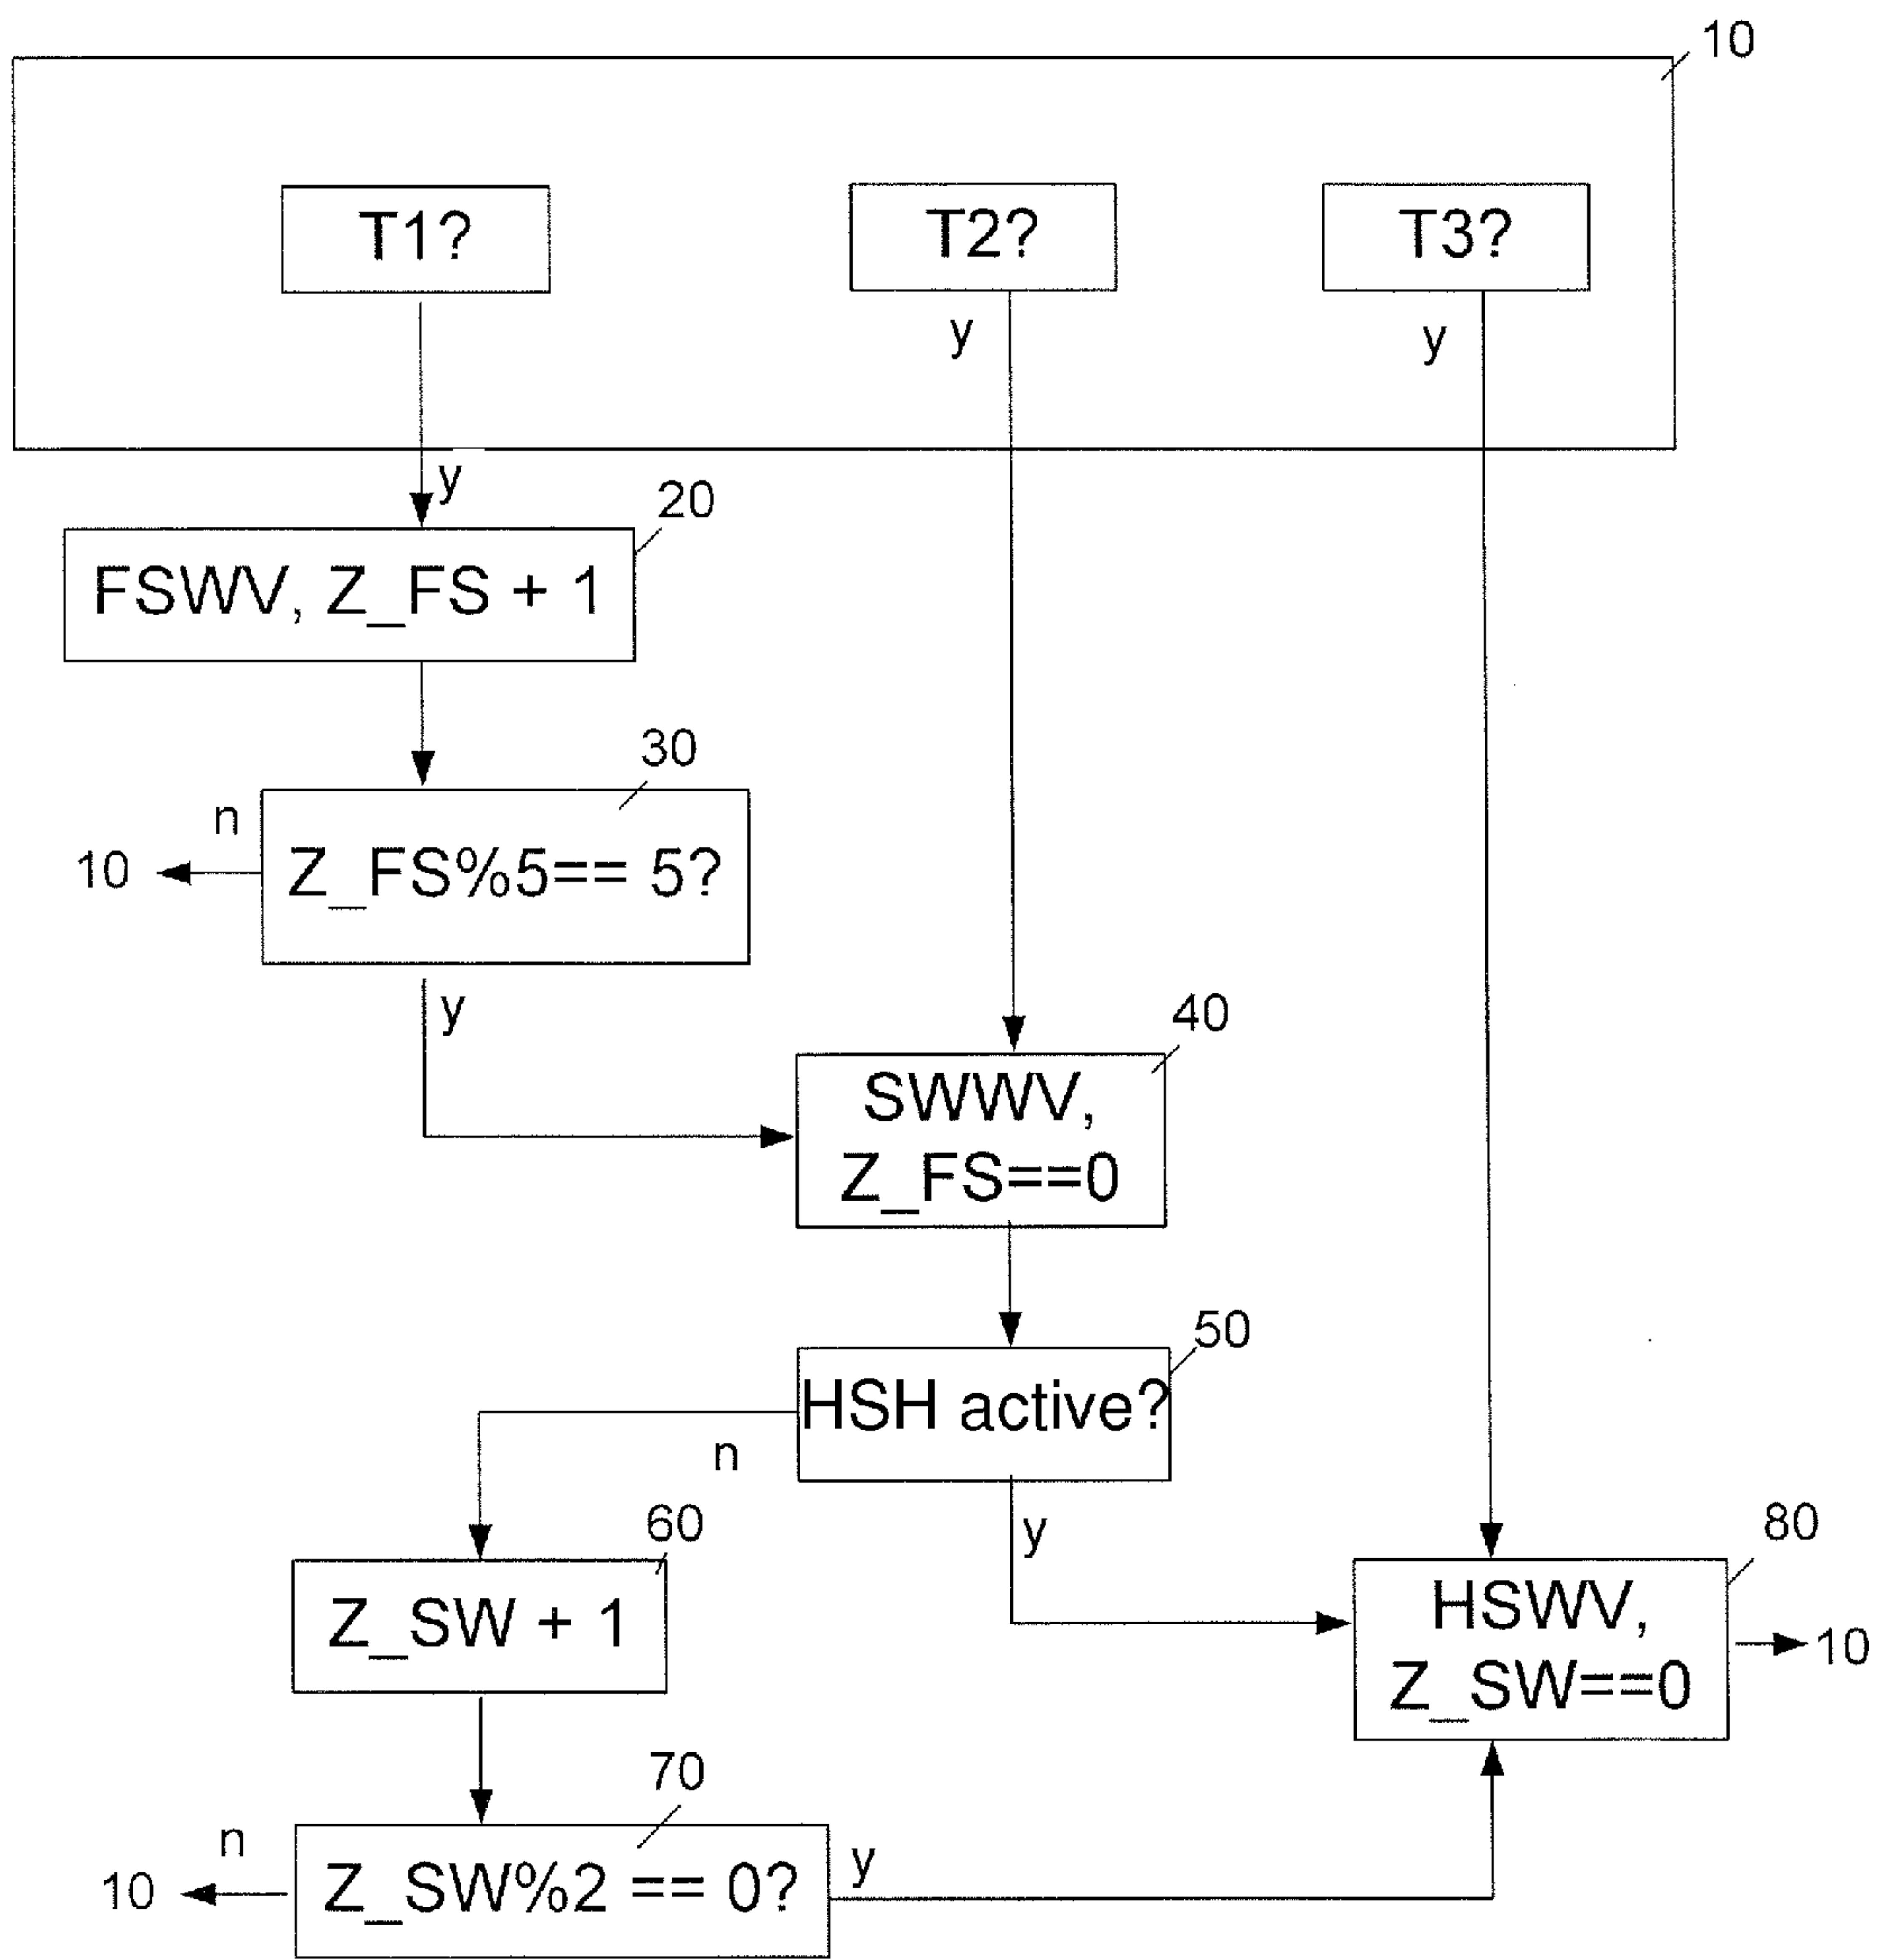 10
T1?
T2?
T3?
y
y
y
20
FSWV, Z_FS + 1
30
n
10
Z_FS%5== 5?
y
40
SWWV,
Z_FS==0
50
HSH active?
n
y
60
Z_SW + 1
80
HSWV,
Z_SW==0
10
70
n
10
Z_SW%2 == 0?
y